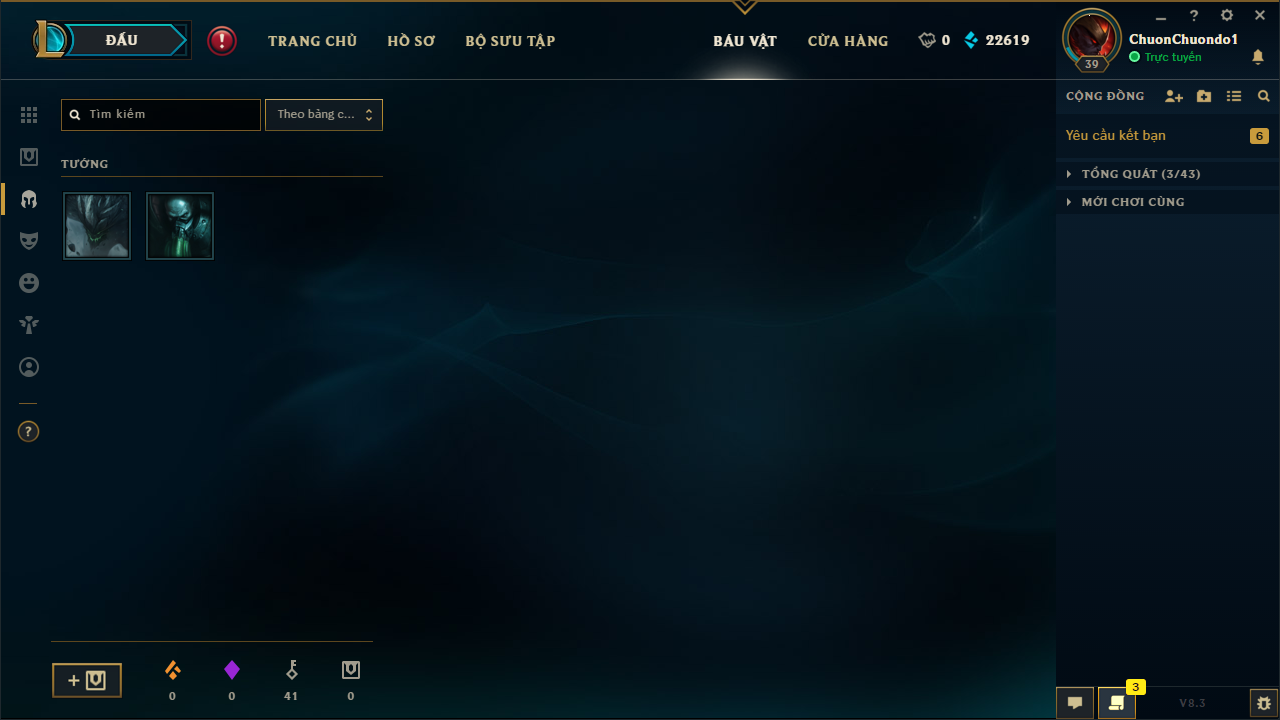 ĐẤU
TRANG CHỦ
HỒ SƠ
BỘ SƯU TẬP
BÁU VẬT
CỬA HÀNG
0
22619
39
ChuonChuondo1
Trực tuyến
CỘNG ĐỒNG
Tìm kiếm
Theo bảng c...
Yêu cầu kết bạn
6
TƯỚNG
TỔNG QUÁT (3/43)
MỚI CHƠI CÙNG
0
0
41
0
3
V8.3